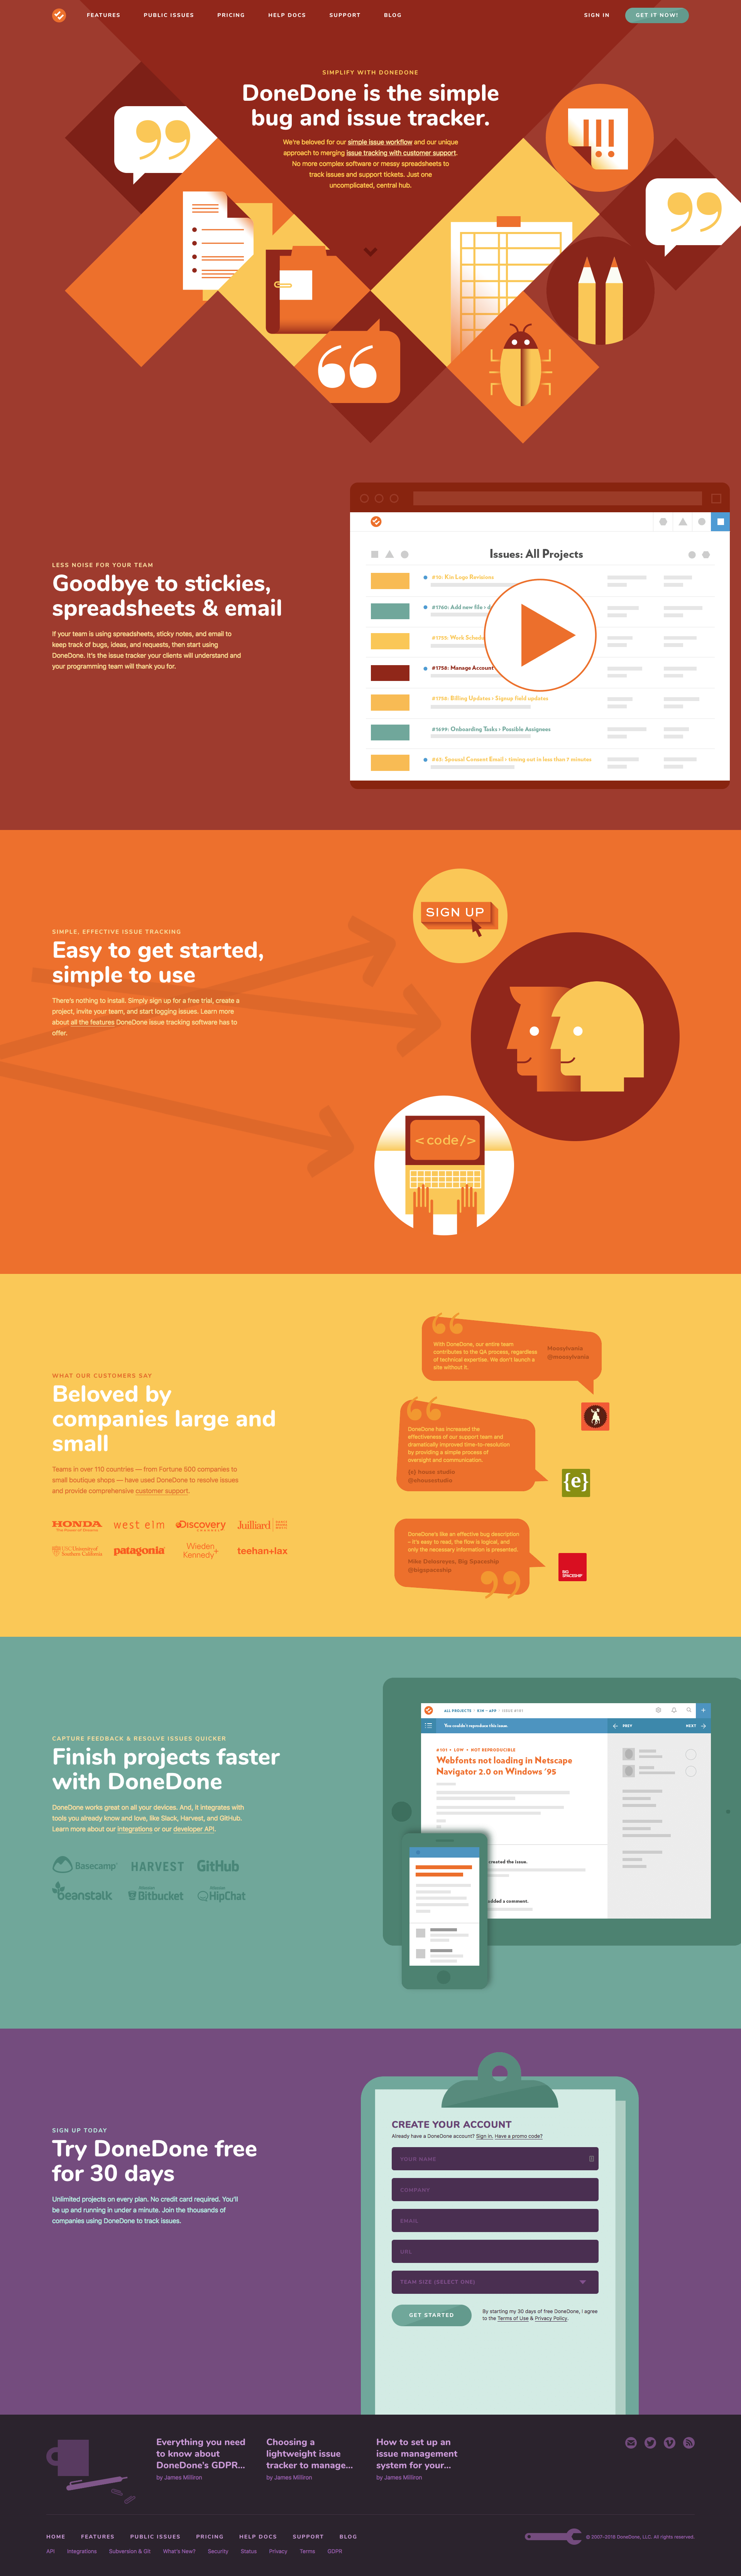 FEATURES PUBLIC ISSUES PRICING HELP DOCS SUPPORT BLOG SIGN IN GET IT NOW!
SIMPLIFY WITH DONEDONE
DoneDone is the simple
bug and issue tracker.
We're beloved for our simple issue workflow and our unique
approach to merging issue tracking with customer support.
No more complex software or messy spreadsheets to
track issues and support tickets. Just one
uncomplicated, central hub.
LESS NOISE FOR YOUR TEAM
Goodbye to stickies,
spreadsheets & email
If your team is using spreadsheets, sticky notes, and email to
keep track of bugs, ideas, and requests, then start using
DoneDone. It's the issue tracker your clients will understand and
your programming team will thank you for.
Issues: All Projects
Kin Logo Revisions
#1760: Add new file
#1758: Manage Account
Billing Updates > Signup field updates
#1699: Onboarding Tasks > Possible Assignees
Spousal Consent Email > timing out in less than 7 minutes
SIMPLE, EFFECTIVE ISSUE TRACKING
Easy to get started,
simple to use
There's nothing to install. Simply sign up for a free trial, create a
project, invite your team, and start logging issues. Learn more
about all the features DoneDone issue tracking software has to
offer.
SIGN UP
<code/>
WHAT OUR CUSTOMERS SAY
Beloved by
companies large and
small
Teams in over 110 countries — from Fortune 500 companies to
small boutique shops — have used DoneDone to resolve issues
and provide comprehensive customer support.
HONDA
The Power of Dreams
west elm
Discovery
Juilliard
USC University of
Southern California
patagonia
Wieden
Kennedy+
teehan+lax
With DoneDone, our entire team
contributes to the QA process, regardless
of technical expertise. We don't launch a
site without it.
Moosylvania
@moosylvania
DoneDone has increased the
effectiveness of our support team and
dramatically improved time-to-resolution
by providing a simple process of
oversight and communication.
{e} house studio
@ehousestudio
{e}
DoneDone's like an effective bug description
– it's easy to read, the flow is logical, and
only the necessary information is presented.
Mike Dedsreyes, Big Spaceship
@bigspaceship
BIG
SPACESHIP
CAPTURE FEEDBACK & RESOLVE ISSUES QUICKER
Finish projects faster
with DoneDone
DoneDone works great on all your devices. And, it integrates with
tools you already know and love, like Slack, Harvest, and GitHub.
Learn more about our integrations or our developer API.
Basecamp HARVEST GitHub
beanstalk Bitbucket HipChat
ALL PROJECTS > KIN > APP > ISSUE #101
You couldn't reproduce this issue.
PREV NEXT
#103 • LOW • NOT REPRODUCIBLE
Webfonts not loading in Netscape
Navigator 2.0 on Windows '95
created the issue.
added a comment.
SIGN UP TODAY
Try DoneDone free
for 30 days
Unlimited projects on every plan. No credit card required. You'll
be up and running in under a minute. Join the thousands of
companies using DoneDone to track issues.
CREATE YOUR ACCOUNT
Already have a DoneDone account? Sign in. Have a promo code?
YOUR NAME
COMPANY
EMAIL
URL
TEAM SIZE (SELECT ONE)
GET STARTED
By starting my 30 days of free DoneDone, I agree
to the Terms of Use & Privacy Policy.
Everything you need
to know about
DoneDone's GDPR...
by James Milliron
Choosing a
lightweight issue
tracker to manage...
by James Milliron
How to set up an
issue management
system for your...
by James Milliron
HOME FEATURES PUBLIC ISSUES PRICING HELP DOCS SUPPORT BLOG
© 2007-2018 DoneDone, LLC. All rights reserved.
API Integrations Subversion & Git What's New? Security Status Privacy Terms GDPR